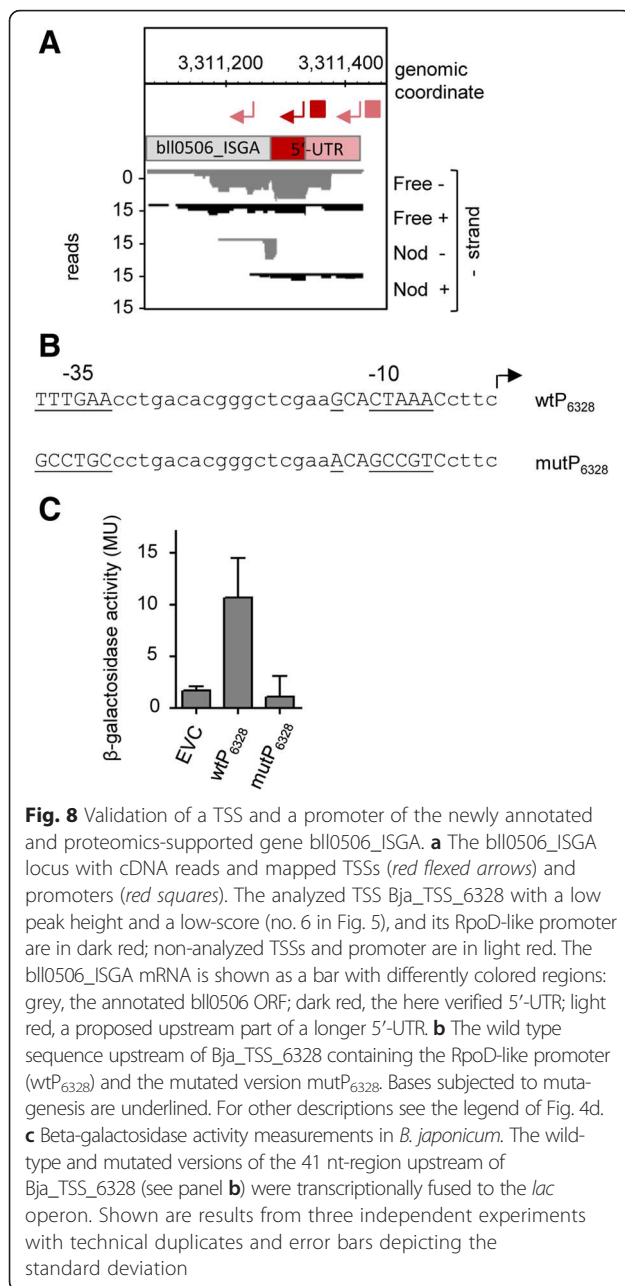 A
3,311,200 3,311,400 genomic
coordinate
bll0506_ISGA 5'-UTR
0 Free -
15 Free +
15 Nod -
15 Nod +
15
reads
- strand
B
-35 -10
TTTGAAcctgacacgggctcgaaGCACTAAACcttc wtP6328
GCCTGCcctgacacgggctcgaaACAGCCGTCcttc mutP6328
C
β-galactosidase activity (MU)
15
10
5
0
EVC wtP6328 mutP6328
Fig. 8 Validation of a TSS and a promoter of the newly annotated
and proteomics-supported gene bll0506_ISGA. a The bll0506_ISGA
locus with cDNA reads and mapped TSSs (red flexed arrows) and
promoters (red squares). The analyzed TSS Bja_TSS_6328 with a low
peak height and a low-score (no. 6 in Fig. 5), and its RpoD-like promoter
are in dark red; non-analyzed TSSs and promoter are in light red. The
bll0506_ISGA mRNA is shown as a bar with differently colored regions:
grey, the annotated bll0506 ORF; dark red, the here verified 5'-UTR; light
red, a proposed upstream part of a longer 5'-UTR. b The wild type
sequence upstream of Bja_TSS_6328 containing the RpoD-like promoter
(wtP6328) and the mutated version mutP6328. Bases subjected to muta-
genesis are underlined. For other descriptions see the legend of Fig. 4d.
c Beta-galactosidase activity measurements in B. japonicum. The wild-
type and mutated versions of the 41 nt-region upstream of
Bja_TSS_6328 (see panel b) were transcriptionally fused to the lac
operon. Shown are results from three independent experiments
with technical duplicates and error bars depicting the
standard deviation